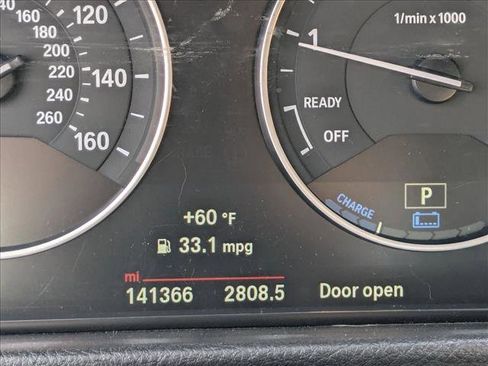 140 120
160
180
200
220 140
240
260
160
1/min x 1000
1
READY
OFF
CHARGE
P
+60 °F
33.1 mpg
mi
141366 2808.5 Door open